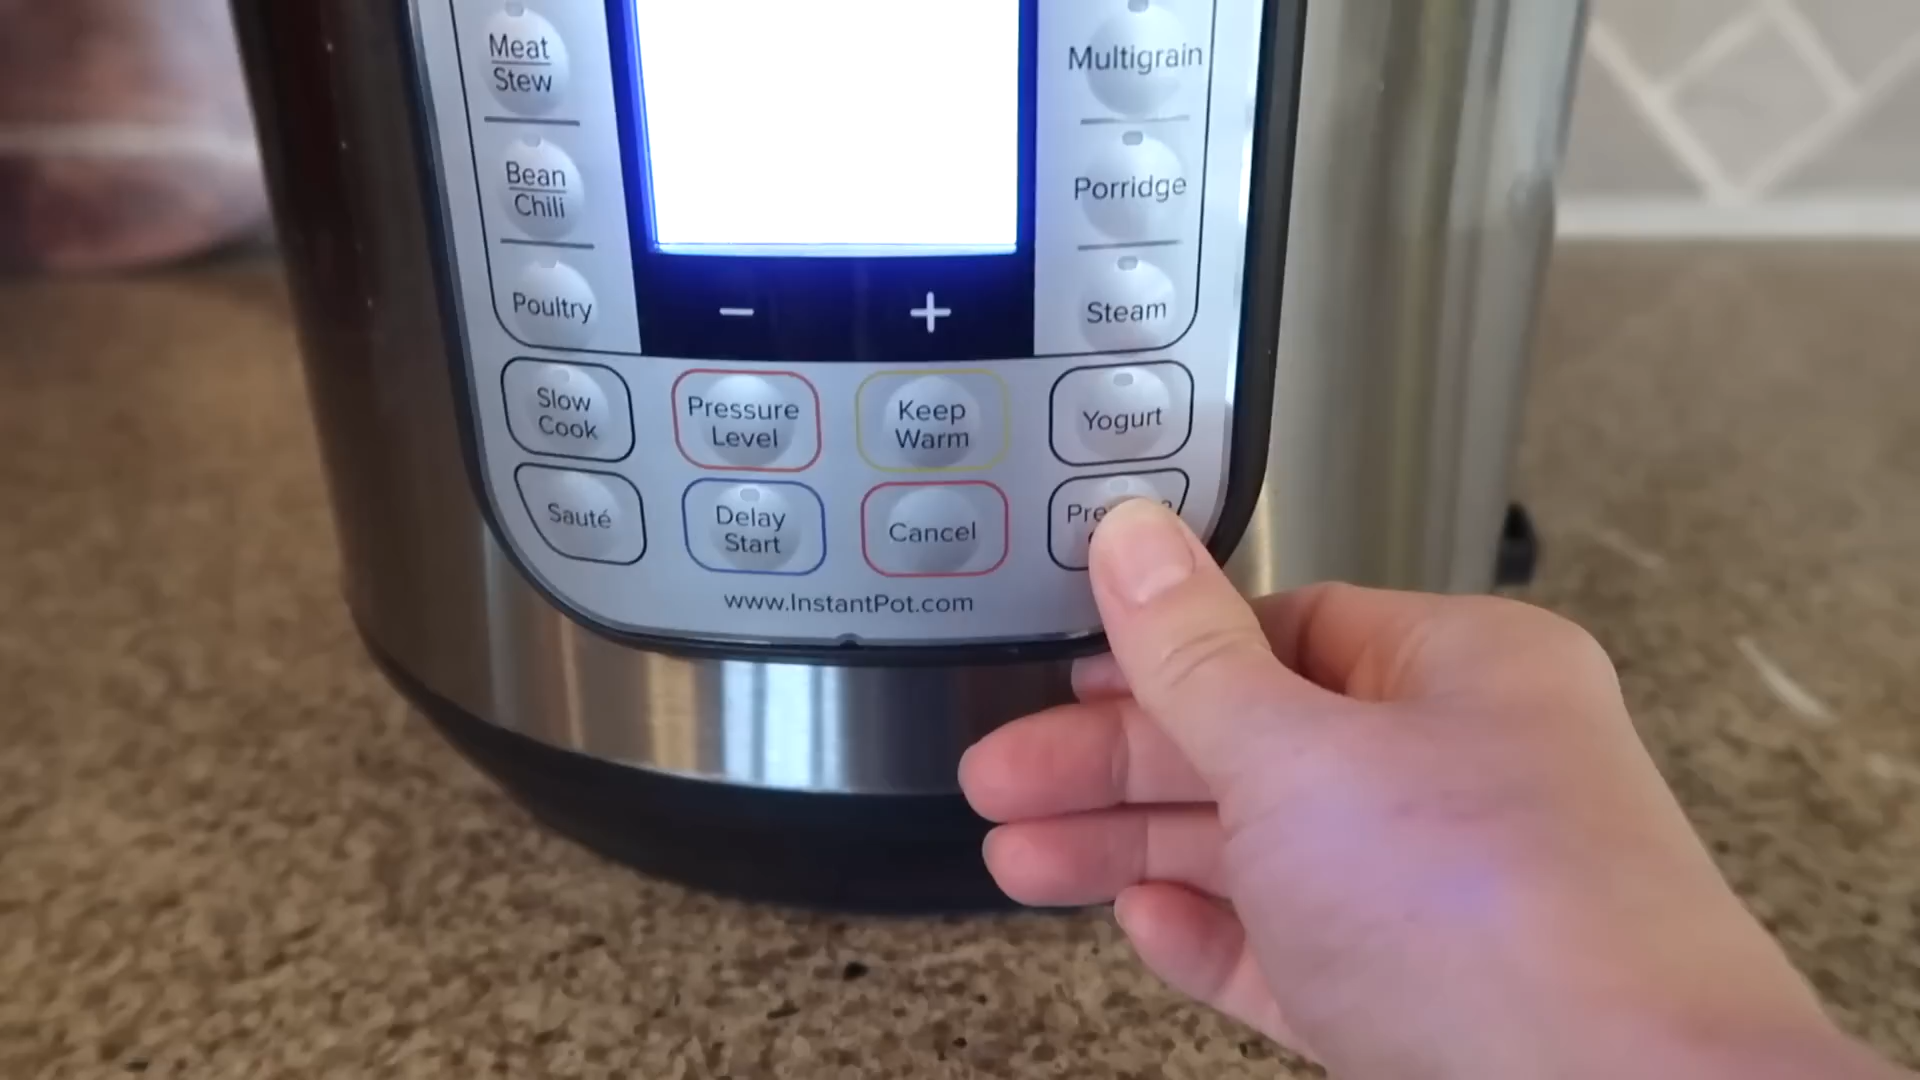 Meat
Stew
Multigrain
Bean
Chili
Porridge
Poultry
−
+
Steam
Slow
Cook
Pressure
Level
Keep
Warm
Yogurt
Sauté
Delay
Start
Cancel
www.InstantPot.com